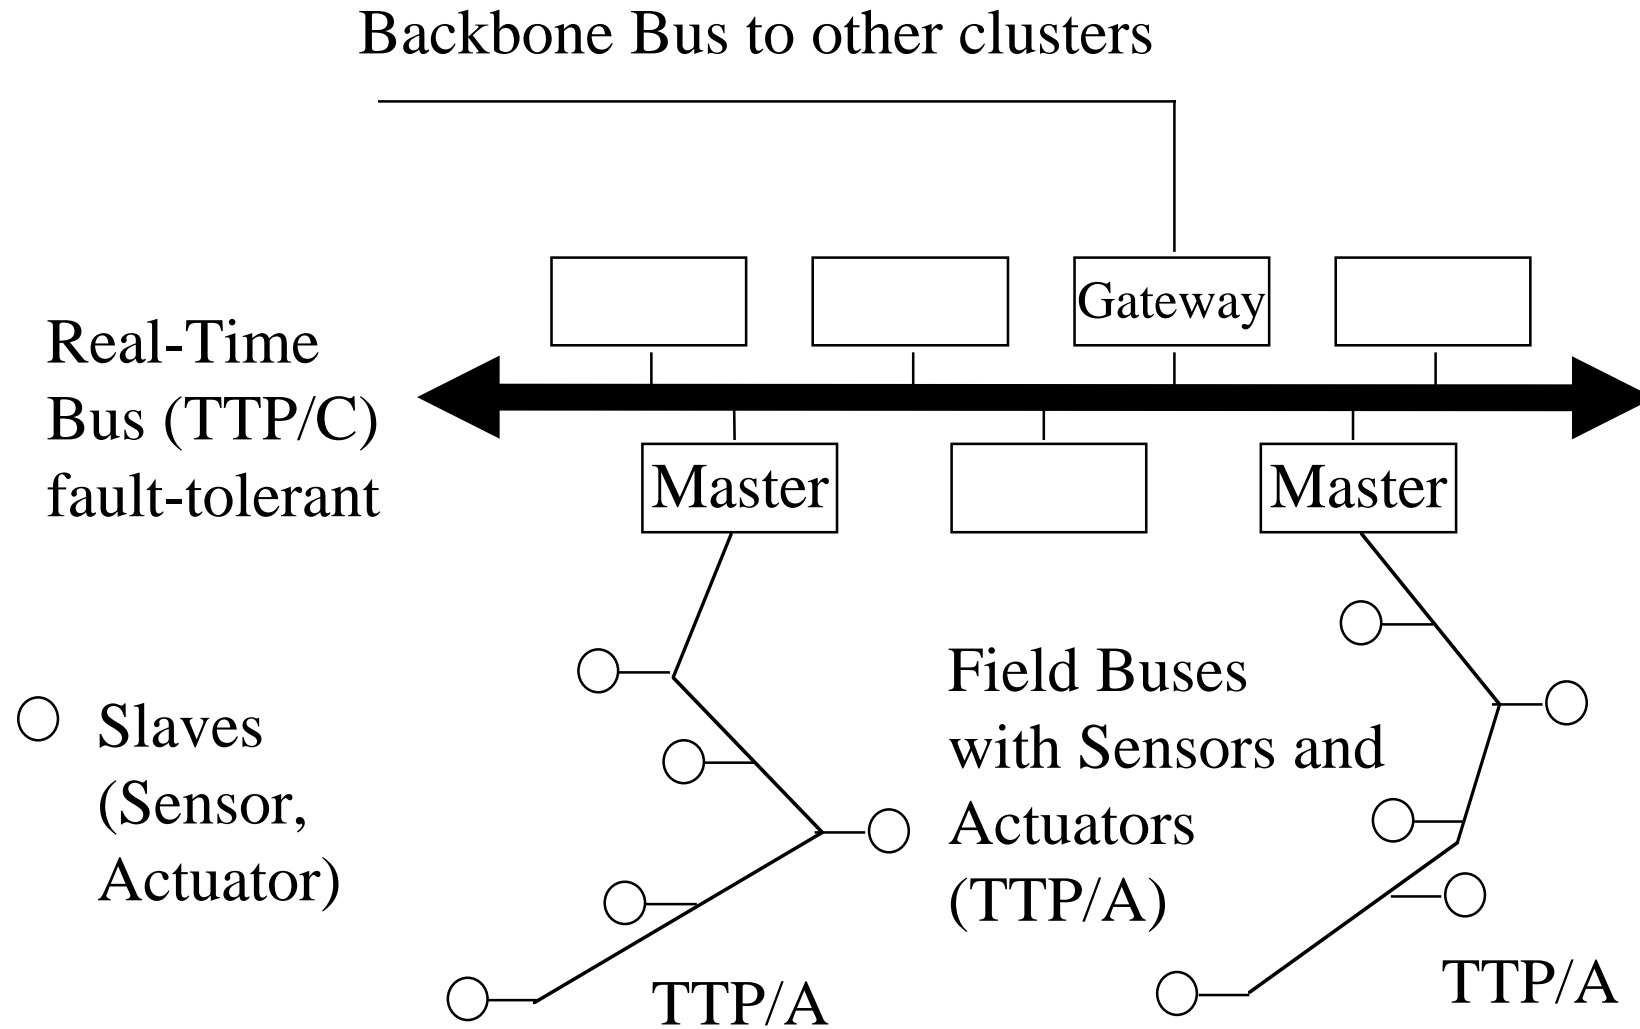 Backbone Bus to other clusters
Gateway
Real-Time
Bus (TTP/C)
fault-tolerant
Master
Master
Slaves
(Sensor,
Actuator)
Field Buses
with Sensors and
Actuators
(TTP/A)
TTP/A
TTP/A